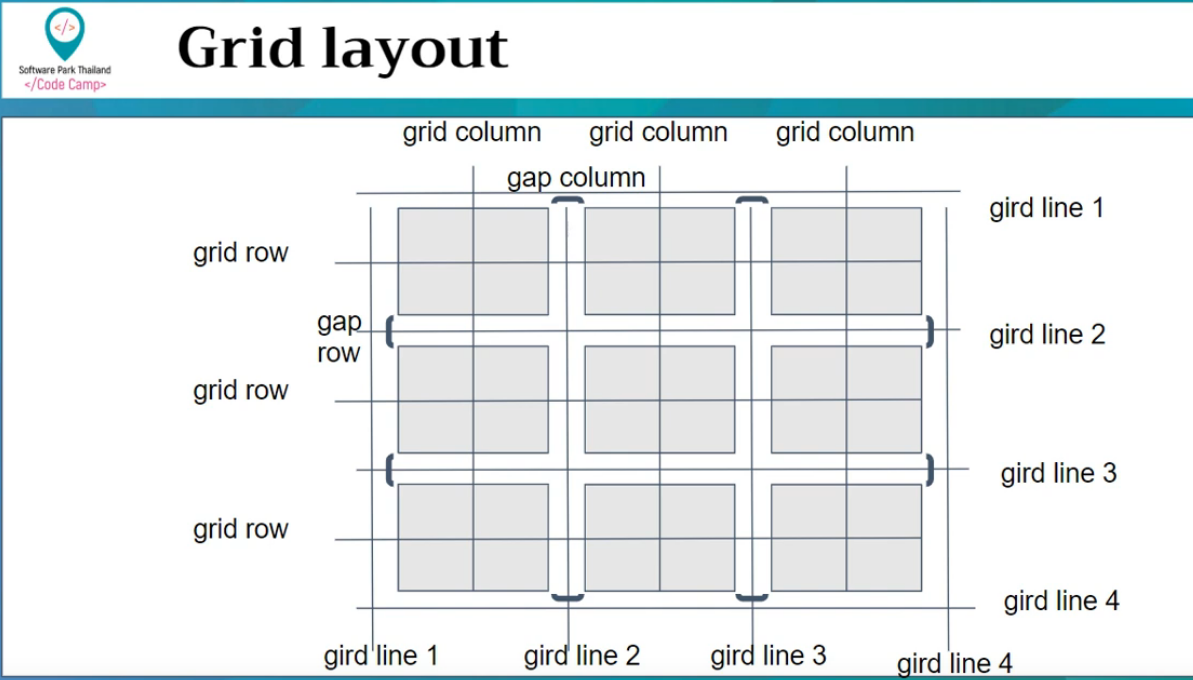 </>
Software Park Thailand
</Code Camp>
Grid layout
grid column grid column grid column
gap column
gird line 1
grid row
gap
row
gird line 2
grid row
gird line 3
grid row
gird line 4
gird line 1 gird line 2 gird line 3 gird line 4